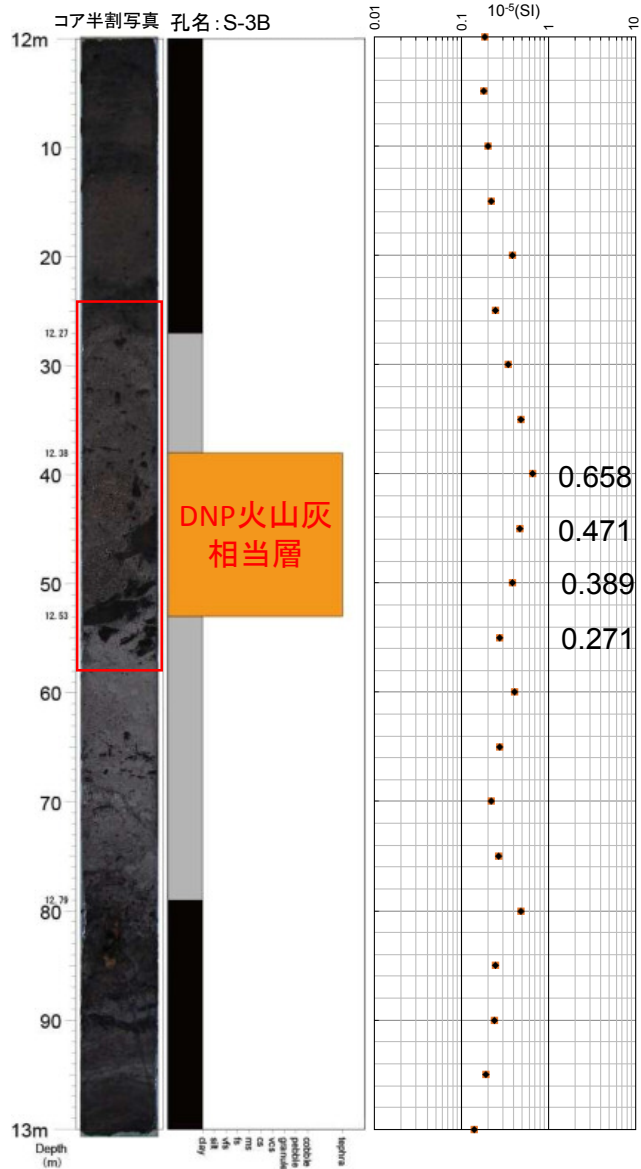 コア半割写真 孔名:S-3B
10⁻⁵(SI)
0.01
0.1
1
10
12m
10
20
12.27
30
12.38
40
50
12.53
60
70
12.79
80
90
13m
Depth
(m)
DNP火山灰
相当層
0.658
0.471
0.389
0.271
clay
silt
vfs
fs
ms
cs
vcs
granule
pebble
cobble
tephra